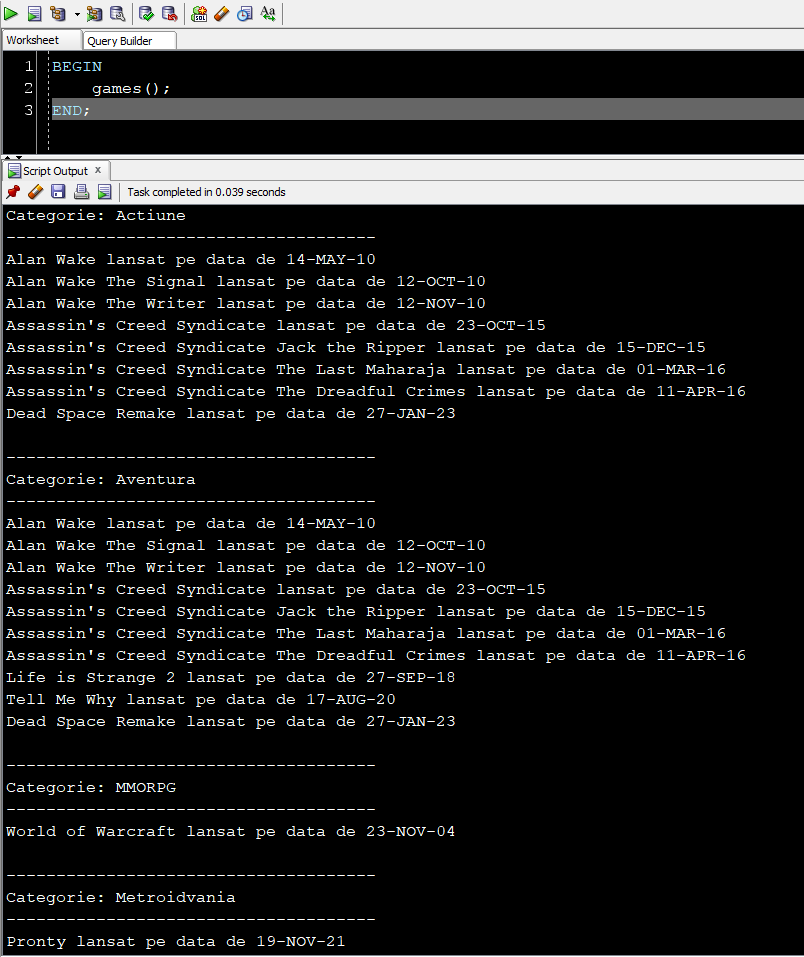 Worksheet Query Builder
1 BEGIN
2 games();
3 END;
Script Output x
Task completed in 0.039 seconds
Categorie: Actiune
-------------------------------------
Alan Wake lansat pe data de 14-MAY-10
Alan Wake The Signal lansat pe data de 12-OCT-10
Alan Wake The Writer lansat pe data de 12-NOV-10
Assassin's Creed Syndicate lansat pe data de 23-OCT-15
Assassin's Creed Syndicate Jack the Ripper lansat pe data de 15-DEC-15
Assassin's Creed Syndicate The Last Maharaja lansat pe data de 01-MAR-16
Assassin's Creed Syndicate The Dreadful Crimes lansat pe data de 11-APR-16
Dead Space Remake lansat pe data de 27-JAN-23
-------------------------------------
Categorie: Aventura
-------------------------------------
Alan Wake lansat pe data de 14-MAY-10
Alan Wake The Signal lansat pe data de 12-OCT-10
Alan Wake The Writer lansat pe data de 12-NOV-10
Assassin's Creed Syndicate lansat pe data de 23-OCT-15
Assassin's Creed Syndicate Jack the Ripper lansat pe data de 15-DEC-15
Assassin's Creed Syndicate The Last Maharaja lansat pe data de 01-MAR-16
Assassin's Creed Syndicate The Dreadful Crimes lansat pe data de 11-APR-16
Life is Strange 2 lansat pe data de 27-SEP-18
Tell Me Why lansat pe data de 17-AUG-20
Dead Space Remake lansat pe data de 27-JAN-23
-------------------------------------
Categorie: MMORPG
-------------------------------------
World of Warcraft lansat pe data de 23-NOV-04
-------------------------------------
Categorie: Metroidvania
-------------------------------------
Pronty lansat pe data de 19-NOV-21